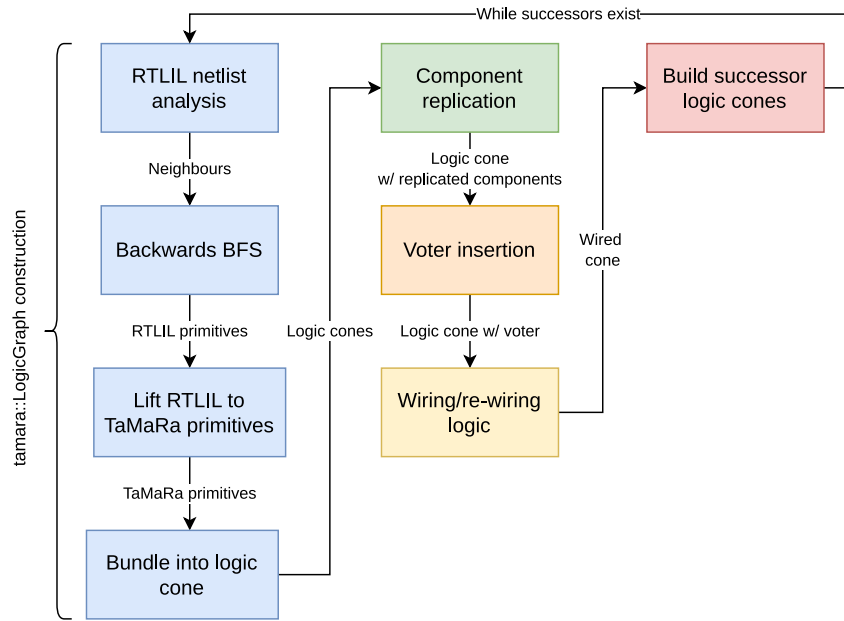 While successors exist
RTLIL netlist
analysis
Component
replication
Build successor
logic cones
Neighbours
Logic cone
w/ replicated components
Backwards BFS
Voter insertion
Wired
cone
tamara::LogicGraph construction
RTLIL primitives
Logic cones
Logic cone w/ voter
Lift RTLIL to
TaMaRa primitives
Wiring/re-wiring
logic
TaMaRa primitives
Bundle into logic
cone